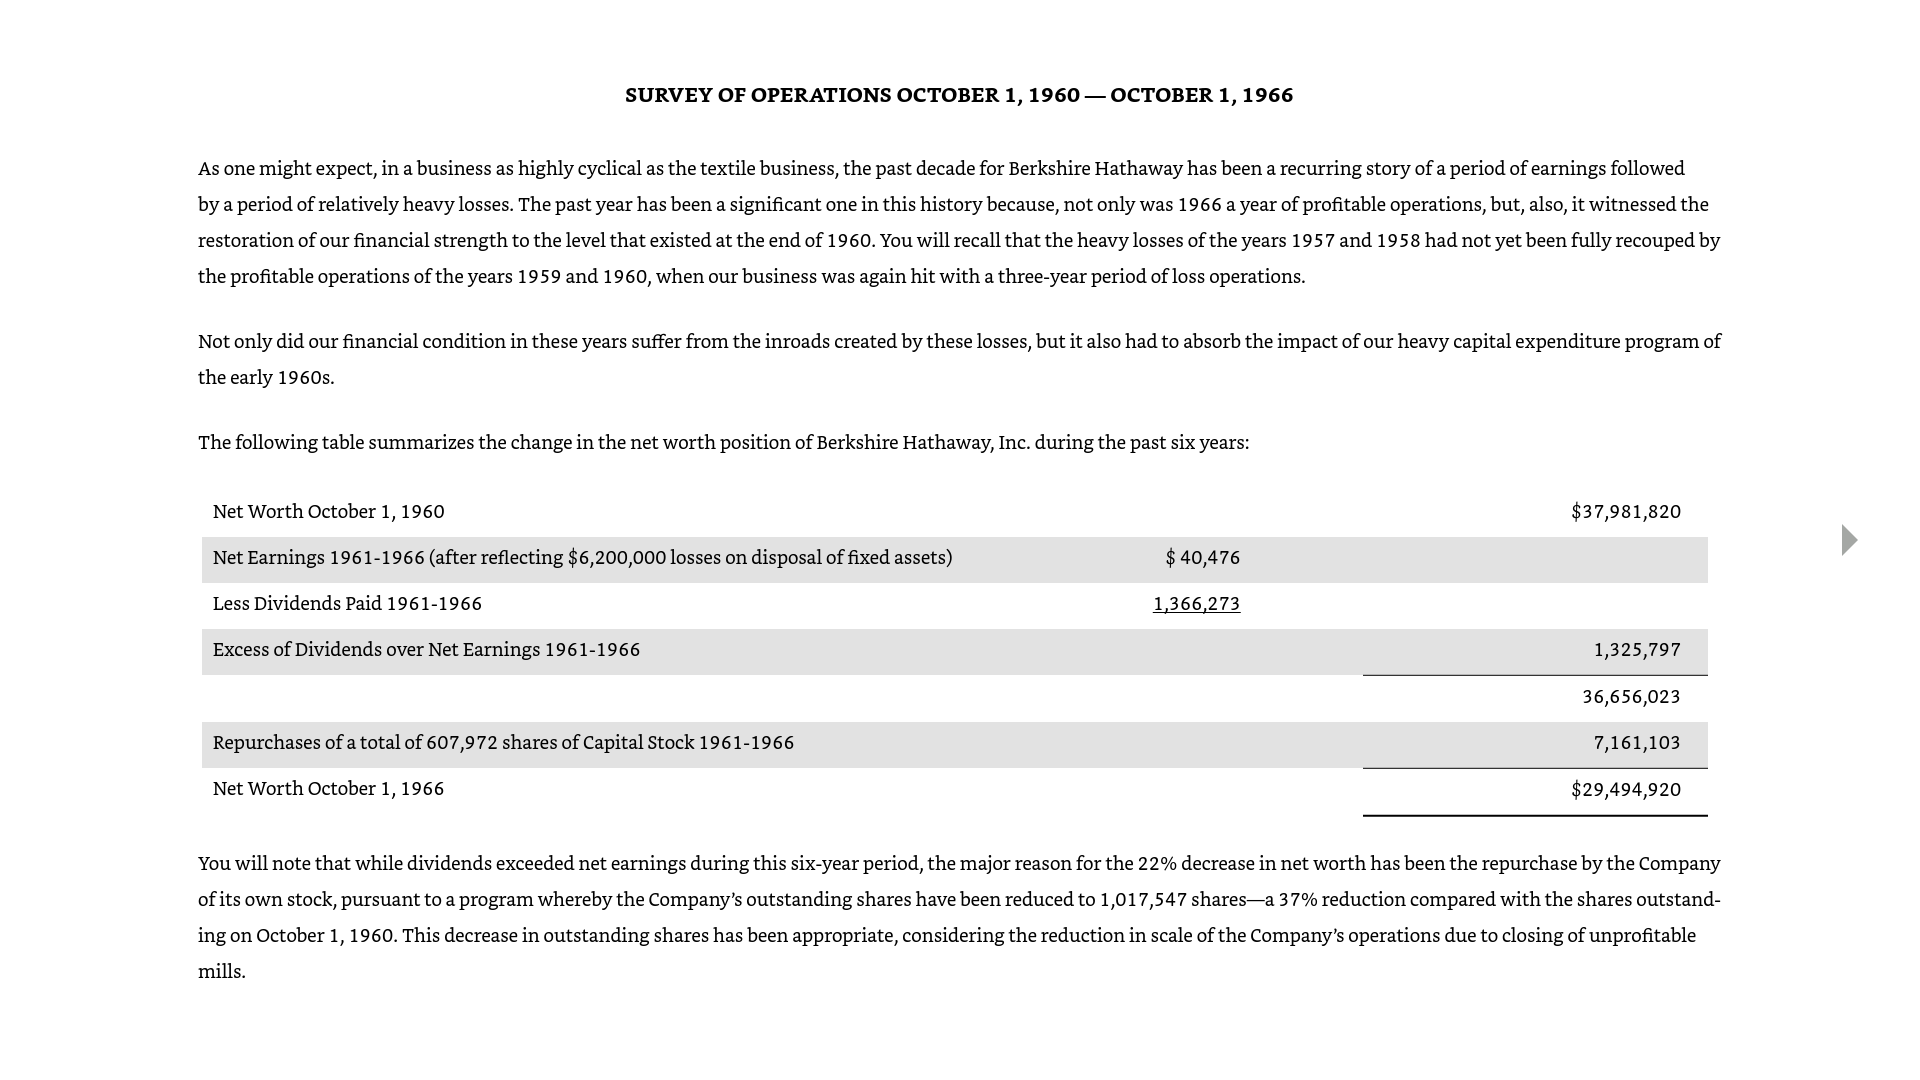 SURVEY OF OPERATIONS OCTOBER 1, 1960 — OCTOBER 1, 1966
As one might expect, in a business as highly cyclical as the textile business, the past decade for Berkshire Hathaway has been a recurring story of a period of earnings followed
by a period of relatively heavy losses. The past year has been a significant one in this history because, not only was 1966 a year of profitable operations, but, also, it witnessed the
restoration of our financial strength to the level that existed at the end of 1960. You will recall that the heavy losses of the years 1957 and 1958 had not yet been fully recouped by
the profitable operations of the years 1959 and 1960, when our business was again hit with a three-year period of loss operations.
Not only did our financial condition in these years suffer from the inroads created by these losses, but it also had to absorb the impact of our heavy capital expenditure program of
the early 1960s.
The following table summarizes the change in the net worth position of Berkshire Hathaway, Inc. during the past six years:
Net Worth October 1, 1960 $37,981,820
Net Earnings 1961-1966 (after reflecting $6,200,000 losses on disposal of fixed assets) $ 40,476
Less Dividends Paid 1961-1966 1,366,273
Excess of Dividends over Net Earnings 1961-1966 1,325,797
36,656,023
Repurchases of a total of 607,972 shares of Capital Stock 1961-1966 7,161,103
Net Worth October 1, 1966 $29,494,920
You will note that while dividends exceeded net earnings during this six-year period, the major reason for the 22% decrease in net worth has been the repurchase by the Company
of its own stock, pursuant to a program whereby the Company’s outstanding shares have been reduced to 1,017,547 shares—a 37% reduction compared with the shares outstand-
ing on October 1, 1960. This decrease in outstanding shares has been appropriate, considering the reduction in scale of the Company’s operations due to closing of unprofitable
mills.